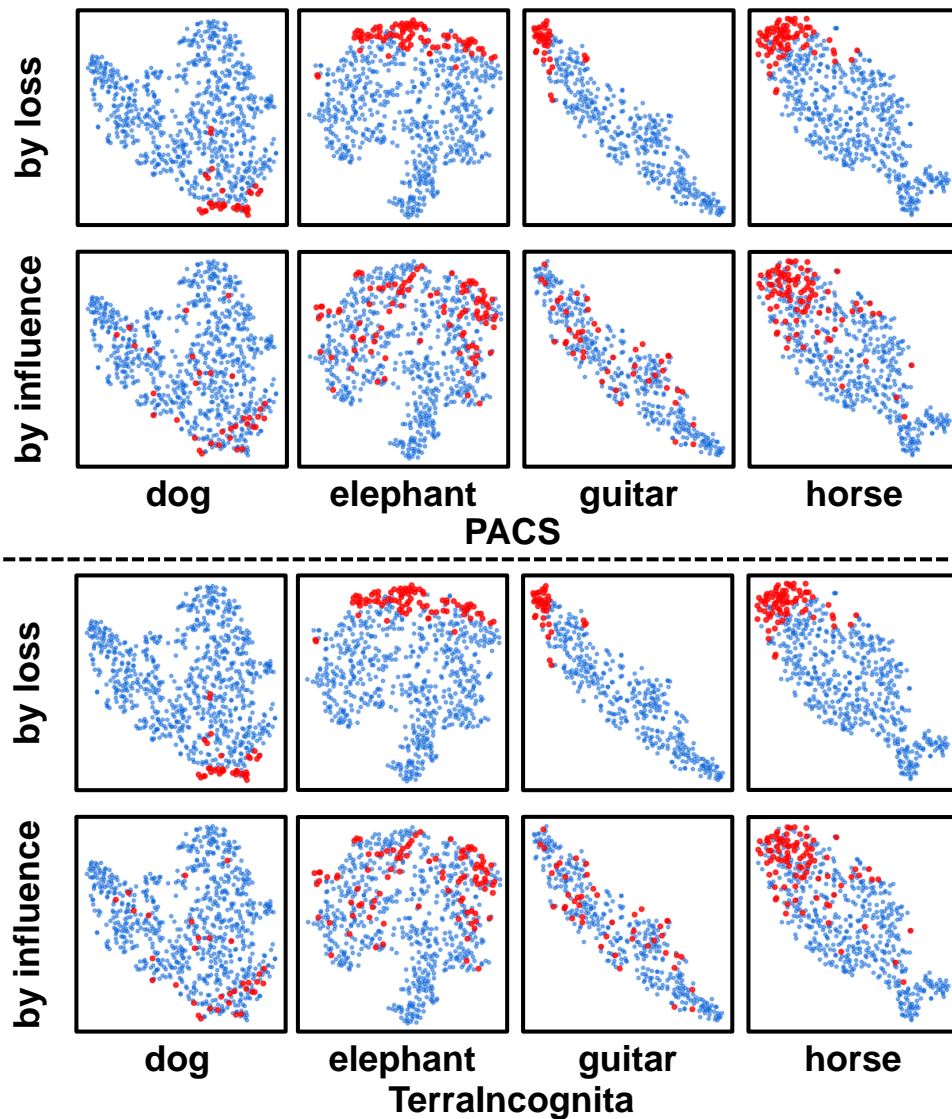 by loss
by influence
dog elephant guitar horse
PACS
by loss
by influence
dog elephant guitar horse
TerraIncognita